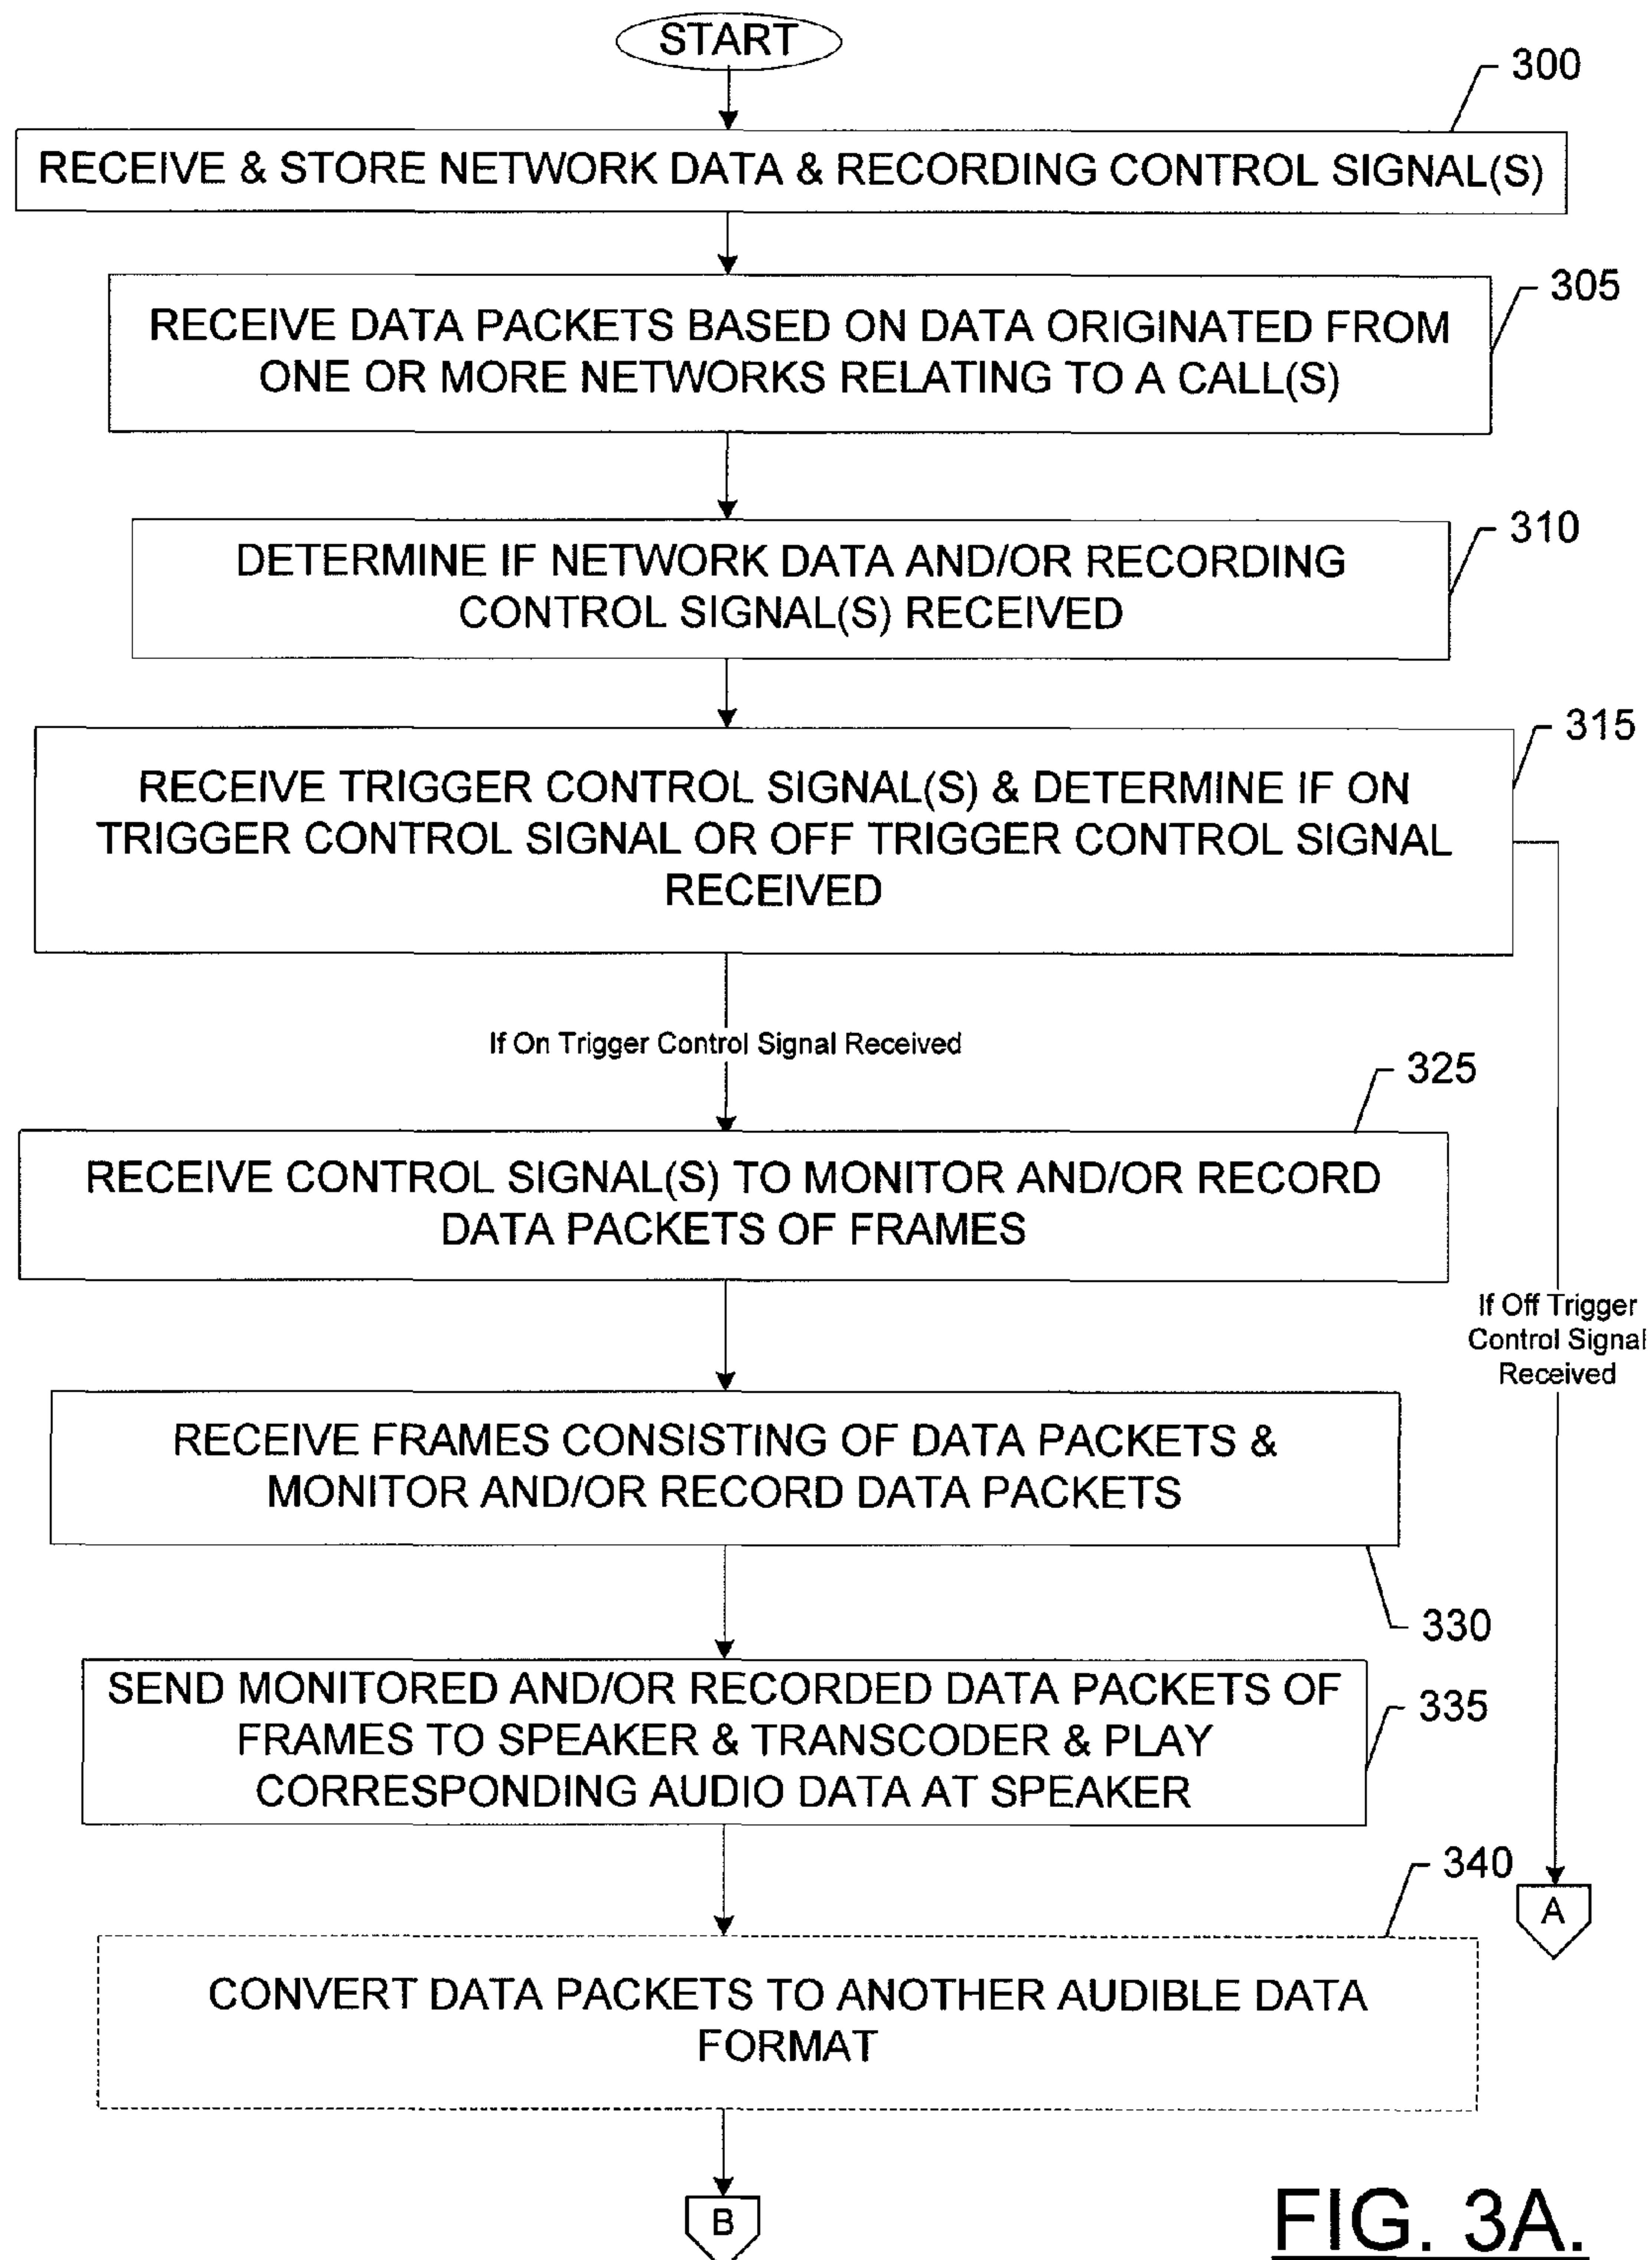 START
300
RECEIVE & STORE NETWORK DATA & RECORDING CONTROL SIGNAL(S)
305
RECEIVE DATA PACKETS BASED ON DATA ORIGINATED FROM
ONE OR MORE NETWORKS RELATING TO A CALL(S)
310
DETERMINE IF NETWORK DATA AND/OR RECORDING
CONTROL SIGNAL(S) RECEIVED
315
RECEIVE TRIGGER CONTROL SIGNAL(S) & DETERMINE IF ON
TRIGGER CONTROL SIGNAL OR OFF TRIGGER CONTROL SIGNAL
RECEIVED
If On Trigger Control Signal Received
325
RECEIVE CONTROL SIGNAL(S) TO MONITOR AND/OR RECORD
DATA PACKETS OF FRAMES
If Off Trigger
Control Signal
Received
RECEIVE FRAMES CONSISTING OF DATA PACKETS &
MONITOR AND/OR RECORD DATA PACKETS
330
SEND MONITORED AND/OR RECORDED DATA PACKETS OF
FRAMES TO SPEAKER & TRANSCODER & PLAY
CORRESPONDING AUDIO DATA AT SPEAKER
335
340
A
CONVERT DATA PACKETS TO ANOTHER AUDIBLE DATA
FORMAT
B
FIG. 3A.